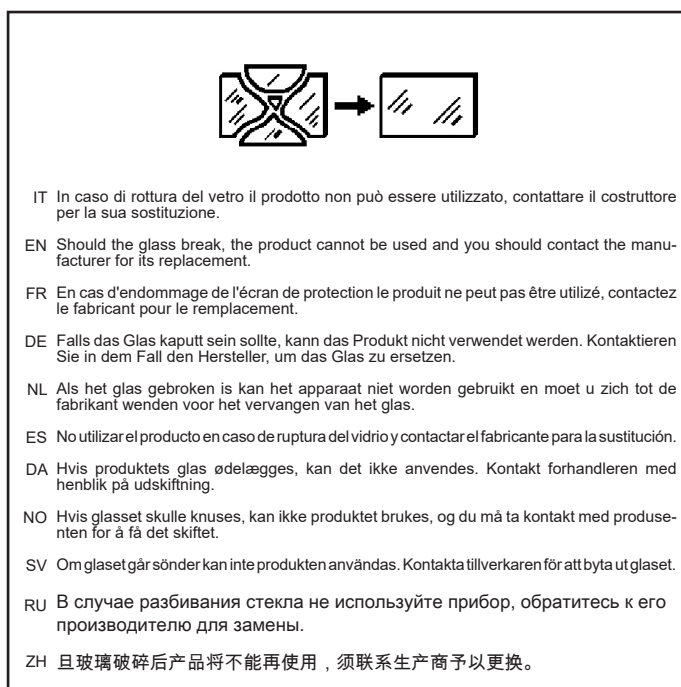 IT In caso di rottura del vetro il prodotto non può essere utilizzato, contattare il costruttore
per la sua sostituzione.
EN Should the glass break, the product cannot be used and you should contact the manu-
facturer for its replacement.
FR En cas d'endommage de l'écran de protection le produit ne peut pas être utilizé, contactez
le fabricant pour le remplacement.
DE Falls das Glas kaputt sein sollte, kann das Produkt nicht verwendet werden. Kontaktieren
Sie in dem Fall den Hersteller, um das Glas zu ersetzen.
NL Als het glas gebroken is kan het apparaat niet worden gebruikt en moet u zich tot de
fabrikant wenden voor het vervangen van het glas.
ES No utilizar el producto en caso de ruptura del vidrio y contactar el fabricante para la sustitución.
DA Hvis produktets glas ødelægges, kan det ikke anvendes. Kontakt forhandleren med
henblik på udskiftning.
NO Hvis glasset skulle knuses, kan ikke produktet brukes, og du må ta kontakt med produse-
nten for å få det skiftet.
SV Om glaset går sönder kan inte produkten användas. Kontakta tillverkaren för att byta ut glaset.
RU В случае разбивания стекла не используйте прибор, обратитесь к его
производителю для замены.
ZH 旦玻璃破碎后产品将不能再使用，须联系生产商予以更换。